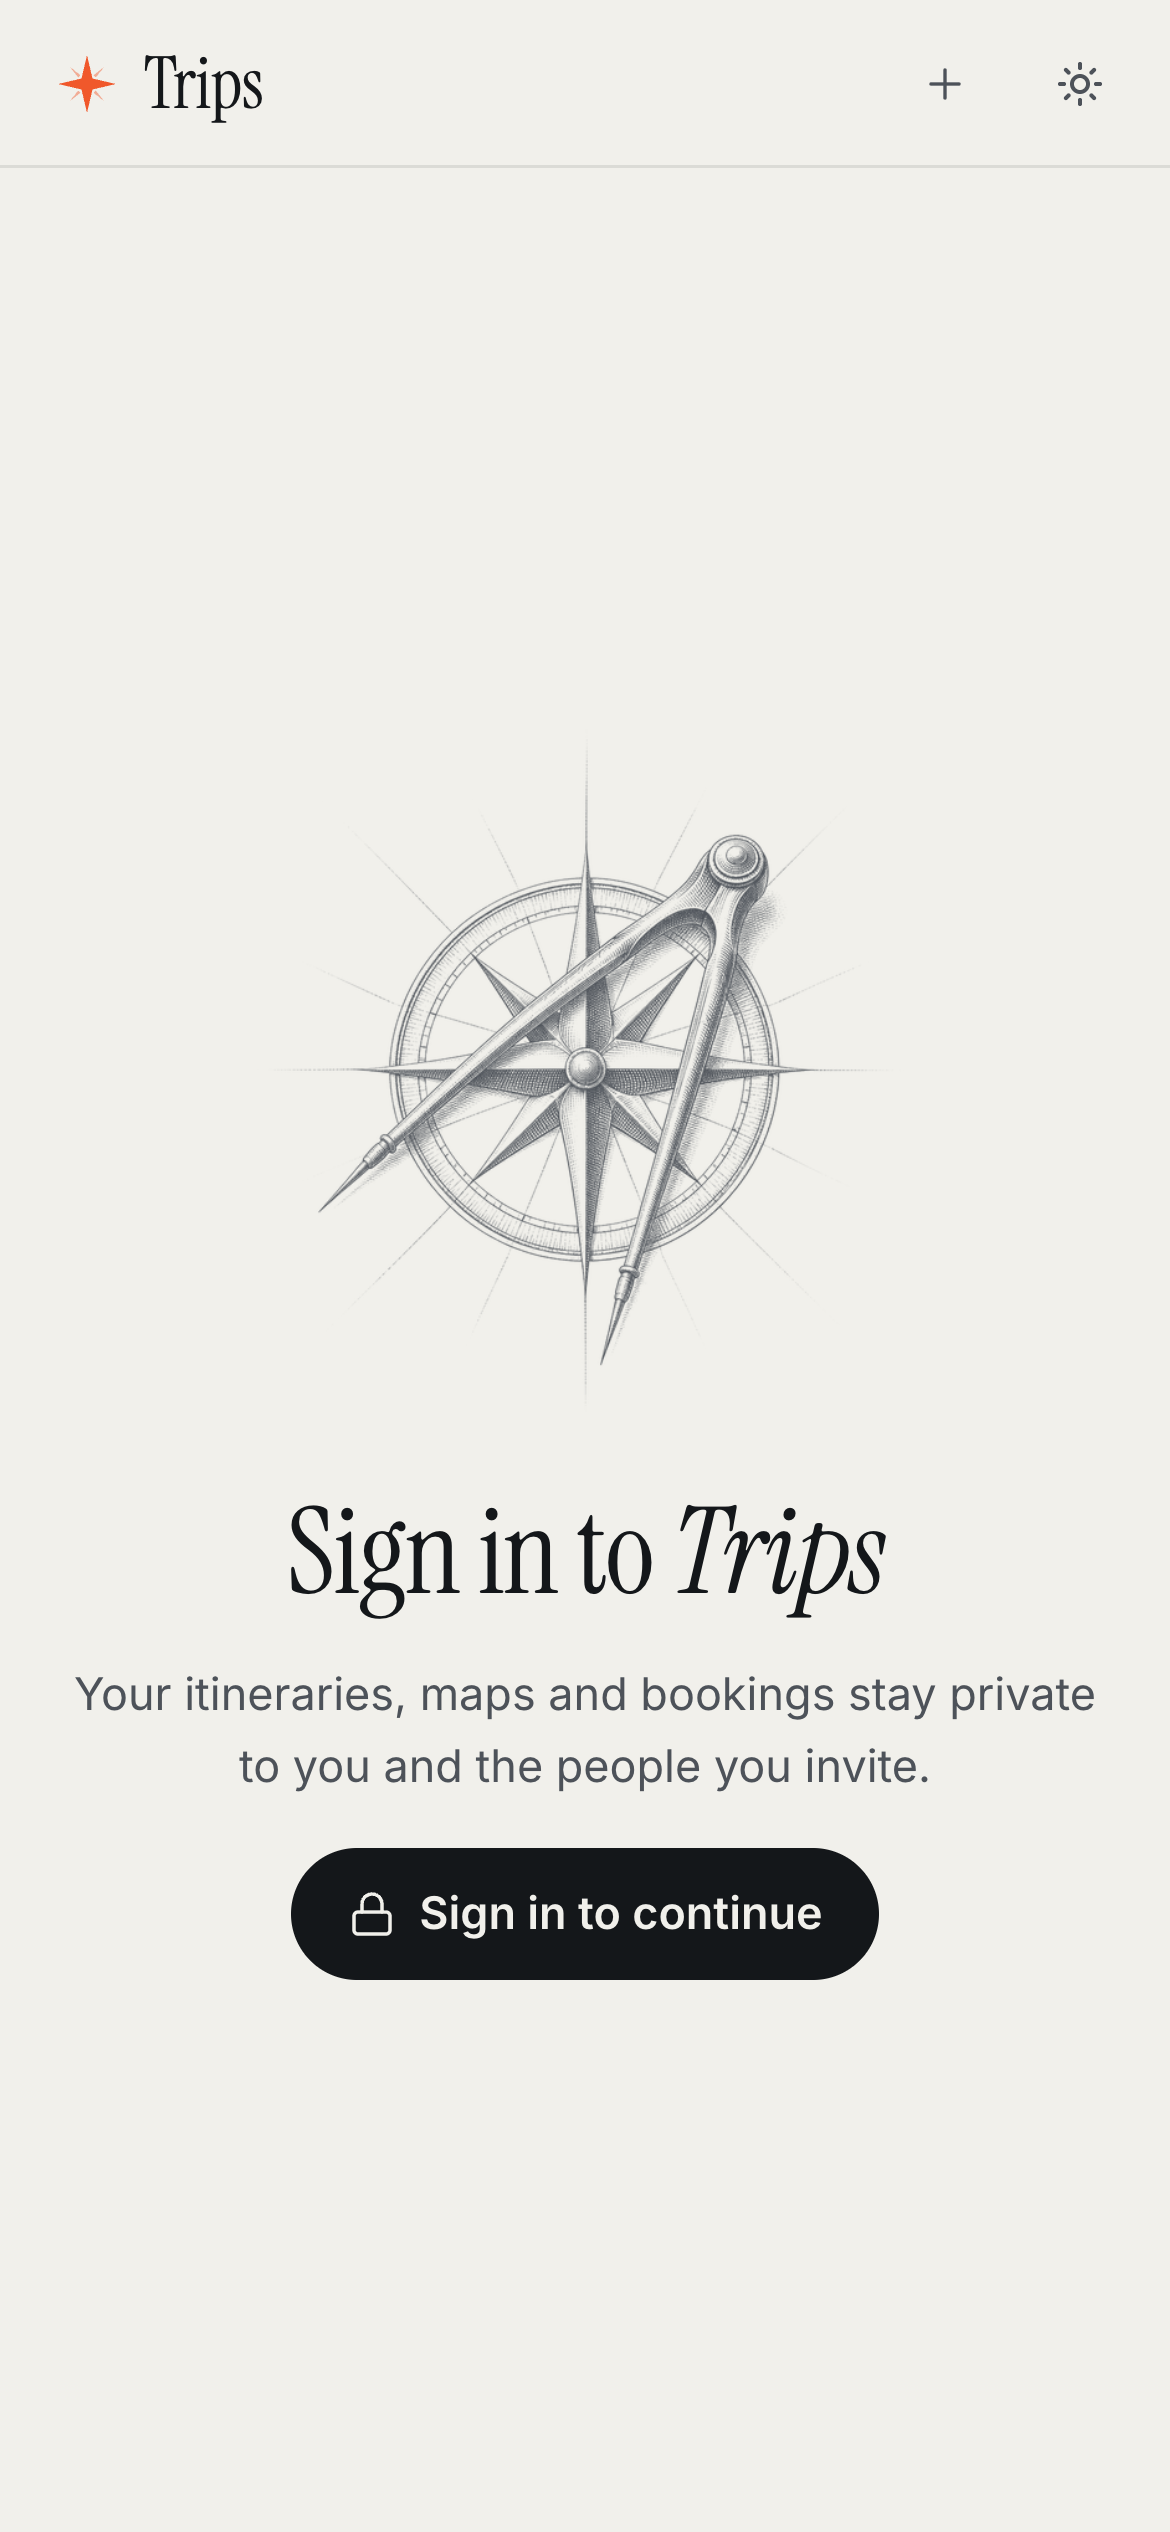 Trips
Sign in to Trips
Your itineraries, maps and bookings stay private
to you and the people you invite.
Sign in to continue